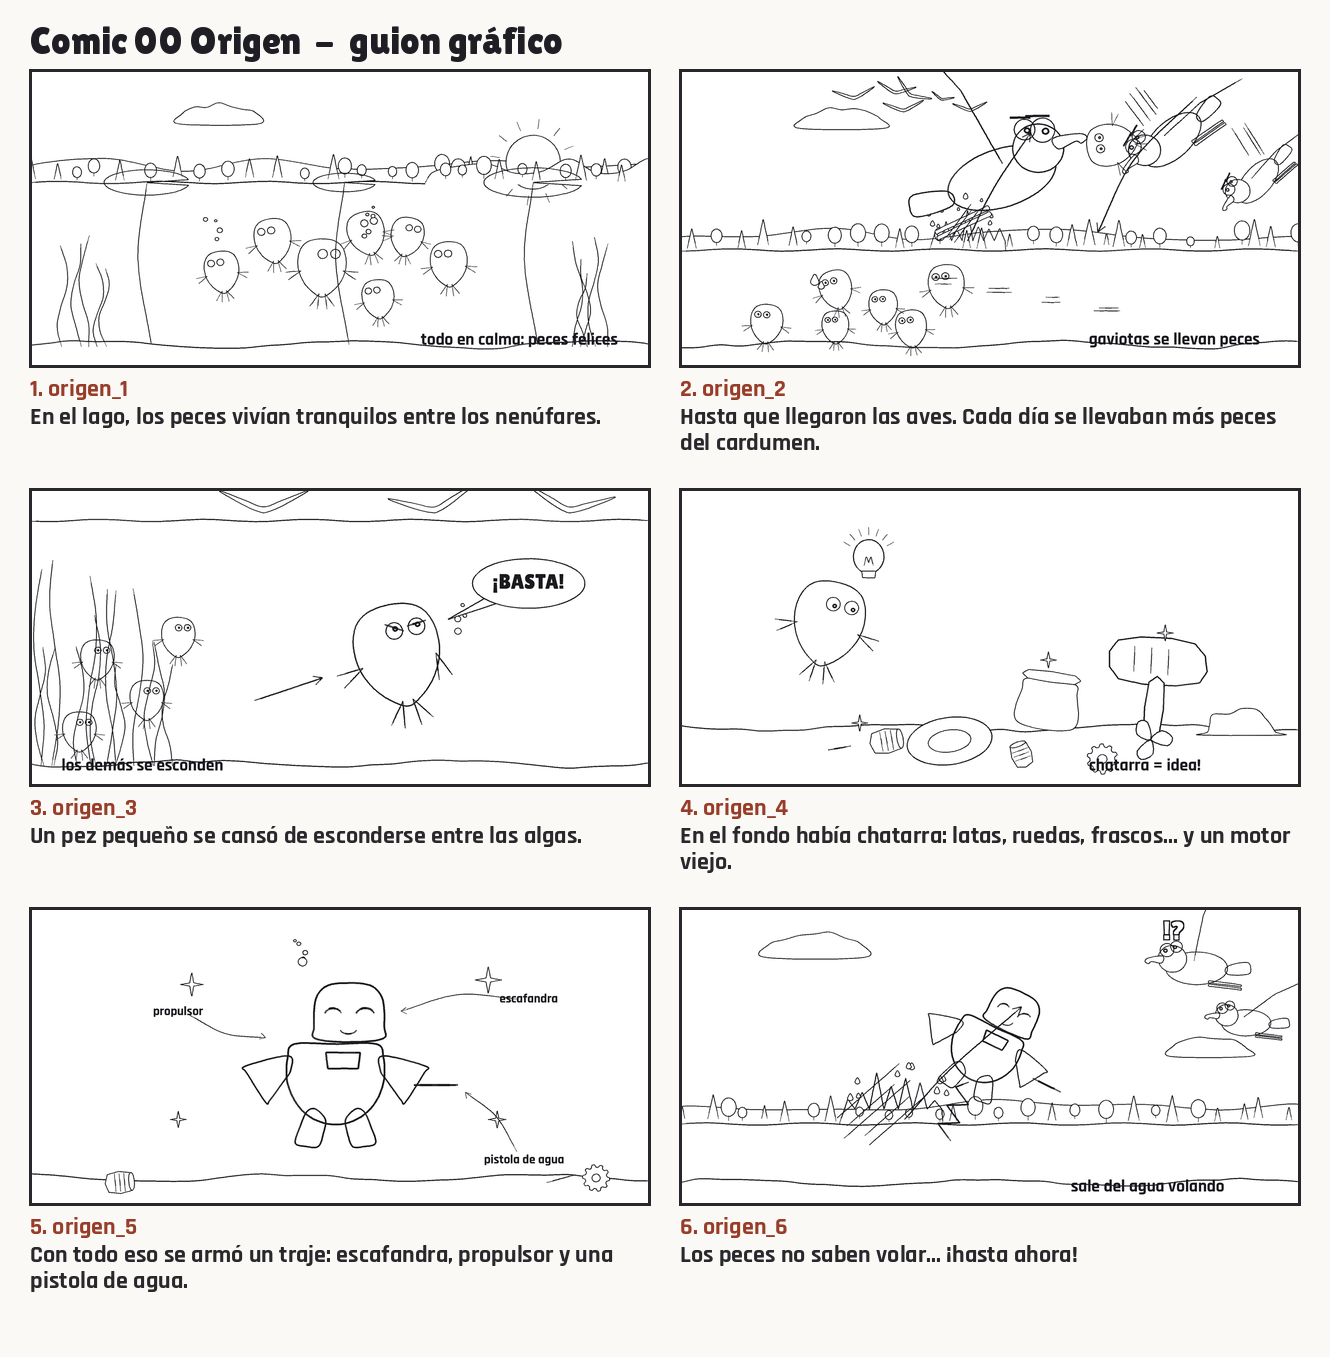 Comic 00 Origen – guion gráfico
todo en calma: peces felices
1. origen_1
En el lago, los peces vivían tranquilos entre los nenúfares.
gaviotas se llevan peces
2. origen_2
Hasta que llegaron las aves. Cada día se llevaban más peces
del cardumen.
¡BASTA!
los demás se esconden
3. origen_3
Un pez pequeño se cansó de esconderse entre las algas.
chatarra = idea!
4. origen_4
En el fondo había chatarra: latas, ruedas, frascos... y un motor
viejo.
propulsor
escafandra
pistola de agua
5. origen_5
Con todo eso se armó un traje: escafandra, propulsor y una
pistola de agua.
!?
sale del agua volando
6. origen_6
Los peces no saben volar... ¡hasta ahora!